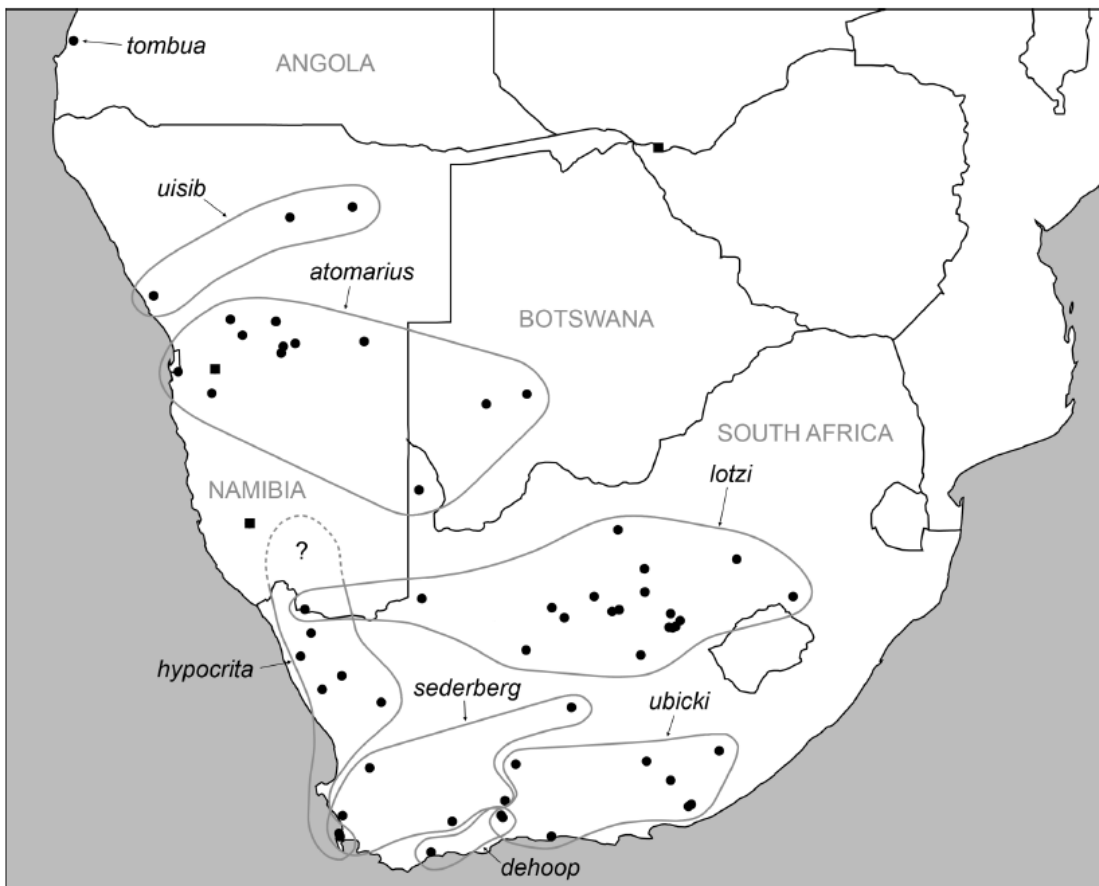 tombua
ANGOLA
uisib
atomarius
BOTSWANA
SOUTH AFRICA
lotzi
NAMIBIA
?
hypocrita
sederberg
ubicki
dehoop